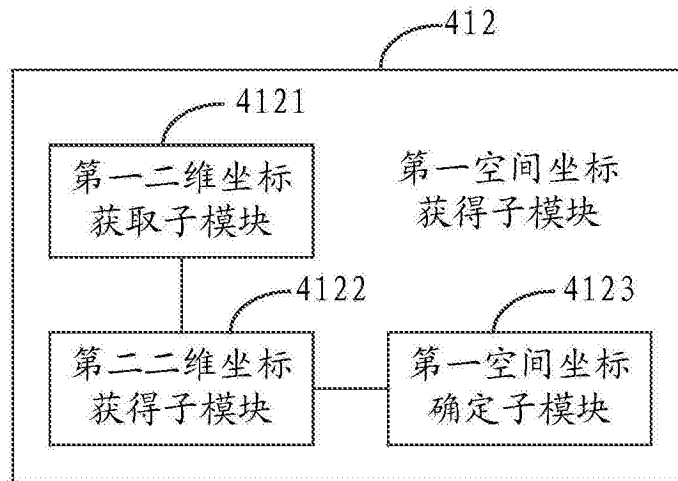 412
4121
第一二维坐标
获取子模块
第一空间坐标
获得子模块
4122
第二二维坐标
获得子模块
4123
第一空间坐标
确定子模块